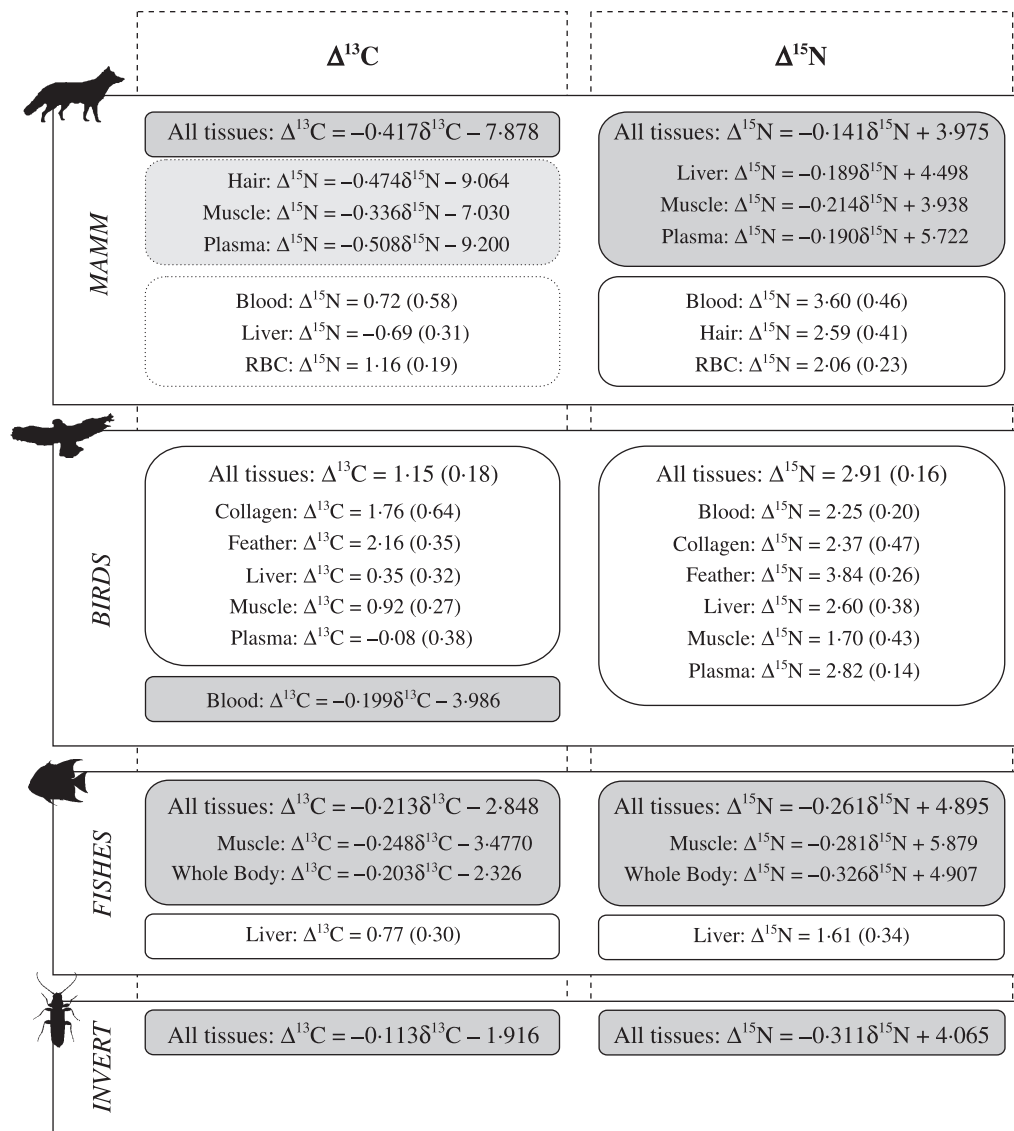 Δ¹³C
Δ¹⁵N
MAMM
All tissues: Δ¹³C = −0·417δ¹³C − 7·878
Hair: Δ¹⁵N = −0·474δ¹⁵N − 9·064
Muscle: Δ¹⁵N = −0·336δ¹⁵N − 7·030
Plasma: Δ¹⁵N = −0·508δ¹⁵N − 9·200
Blood: Δ¹⁵N = 0·72 (0·58)
Liver: Δ¹⁵N = −0·69 (0·31)
RBC: Δ¹⁵N = 1·16 (0·19)
All tissues: Δ¹⁵N = −0·141δ¹⁵N + 3·975
Liver: Δ¹⁵N = −0·189δ¹⁵N + 4·498
Muscle: Δ¹⁵N = −0·214δ¹⁵N + 3·938
Plasma: Δ¹⁵N = −0·190δ¹⁵N + 5·722
Blood: Δ¹⁵N = 3·60 (0·46)
Hair: Δ¹⁵N = 2·59 (0·41)
RBC: Δ¹⁵N = 2·06 (0·23)
BIRDS
All tissues: Δ¹³C = 1·15 (0·18)
Collagen: Δ¹³C = 1·76 (0·64)
Feather: Δ¹³C = 2·16 (0·35)
Liver: Δ¹³C = 0·35 (0·32)
Muscle: Δ¹³C = 0·92 (0·27)
Plasma: Δ¹³C = −0·08 (0·38)
Blood: Δ¹³C = −0·199δ¹³C − 3·986
All tissues: Δ¹⁵N = 2·91 (0·16)
Blood: Δ¹⁵N = 2·25 (0·20)
Collagen: Δ¹⁵N = 2·37 (0·47)
Feather: Δ¹⁵N = 3·84 (0·26)
Liver: Δ¹⁵N = 2·60 (0·38)
Muscle: Δ¹⁵N = 1·70 (0·43)
Plasma: Δ¹⁵N = 2·82 (0·14)
FISHES
All tissues: Δ¹³C = −0·213δ¹³C − 2·848
Muscle: Δ¹³C = −0·248δ¹³C − 3·4770
Whole Body: Δ¹³C = −0·203δ¹³C − 2·326
Liver: Δ¹³C = 0·77 (0·30)
All tissues: Δ¹⁵N = −0·261δ¹⁵N + 4·895
Muscle: Δ¹⁵N = −0·281δ¹⁵N + 5·879
Whole Body: Δ¹⁵N = −0·326δ¹⁵N + 4·907
Liver: Δ¹⁵N = 1·61 (0·34)
INVERT
All tissues: Δ¹³C = −0·113δ¹³C − 1·916
All tissues: Δ¹⁵N = −0·311δ¹⁵N + 4·065